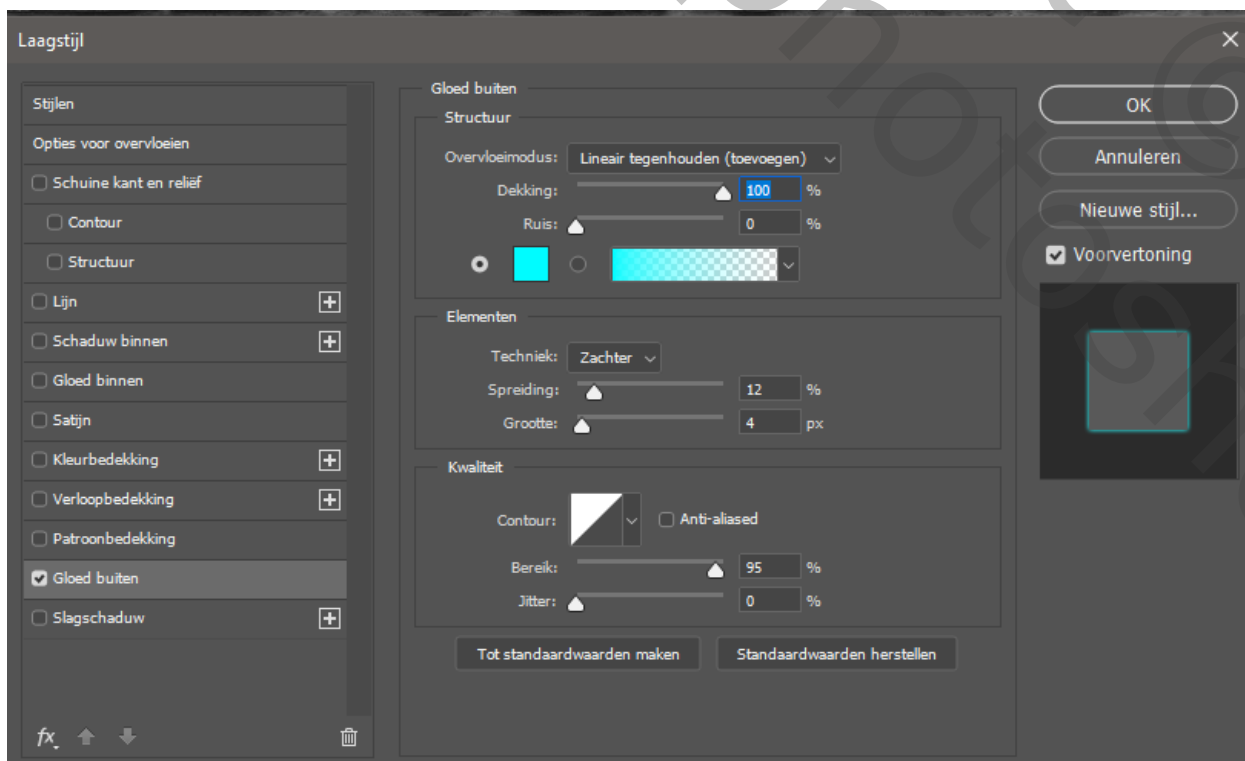 Laagstijl
Stijlen
Opties voor overvloeien
Schuine kant en reliëf
Contour
Structuur
Lijn
Schaduw binnen
Gloed binnen
Satijn
Kleurbedekking
Verloopbedekking
Patroonbedekking
Gloed buiten
Slagschaduw
fx
Gloed buiten
Structuur
Overvloeimodus: Lineair tegenhouden (toevoegen)
Dekking: 100 %
Ruis: 0 %
Elementen
Techniek: Zachter
Spreiding: 12 %
Grootte: 4 px
Kwaliteit
Contour: Anti-aliased
Bereik: 95 %
Jitter: 0 %
Tot standaardwaarden maken Standaardwaarden herstellen
OK
Annuleren
Nieuwe stijl...
Voorvertoning